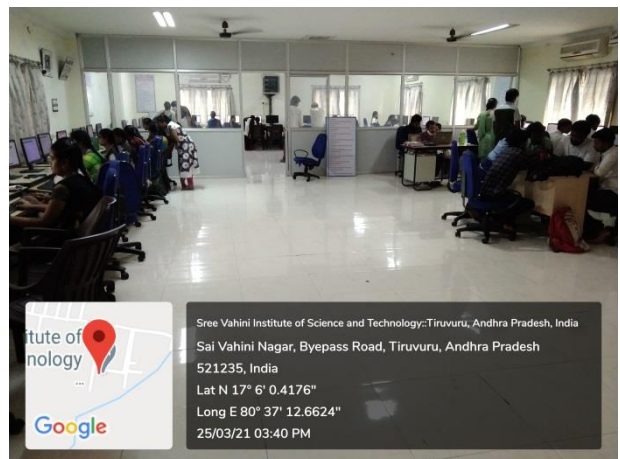 itute of
nology
...
Google
Sree Vahini Institute of Science and Technology::Tiruvuru, Andhra Pradesh, India
Sai Vahini Nagar, Byepass Road, Tiruvuru, Andhra Pradesh
521235, India
Lat N 17° 6' 0.4176"
Long E 80° 37' 12.6624"
25/03/21 03:40 PM